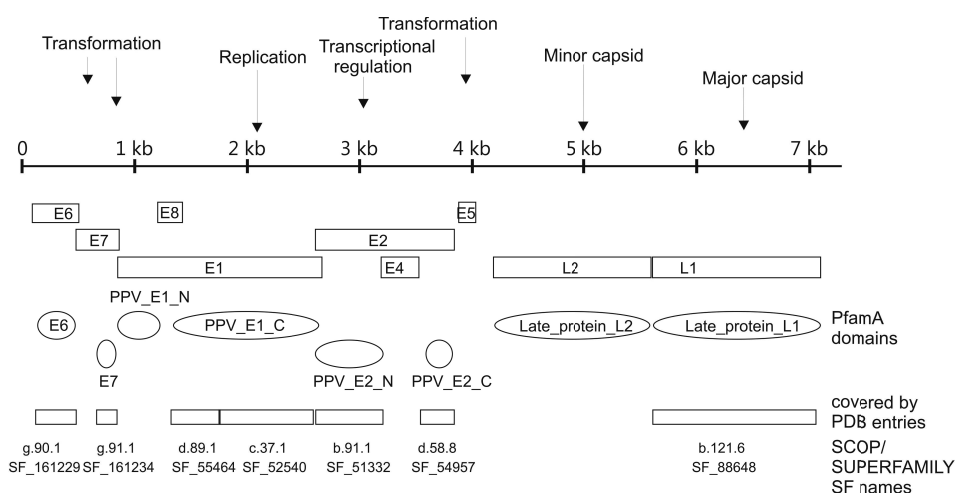 Transformation
Transformation
Replication
Transcriptional
regulation
Minor capsid
Major capsid
0 1 kb 2 kb 3 kb 4 kb 5 kb 6 kb 7 kb
E6 E8 E5
E7 E2
E1 E4 L2 L1
PPV_E1_N
E6 PPV_E1_C Late_protein_L2 Late_protein_L1 PfamA
domains
E7 PPV_E2_N PPV_E2_C
covered by
PDB entries
g.90.1 g.91.1 d.89.1 c.37.1 b.91.1 d.58.8 b.121.6 SCOP/
SF_161229 SF_161234 SF_55464 SF_52540 SF_51332 SF_54957 SF_88648 SUPERFAMILY
SF names